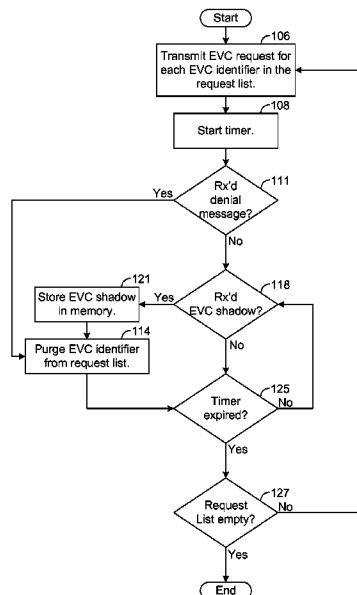 Start
106
Transmit EVC request for
each EVC identifier in the
request list.
108
Start timer.
111
Yes
Rx'd
denial
message?
No
121
118
Store EVC shadow
in memory.
Yes
Rx'd
EVC shadow?
114
No
Purge EVC identifier
from request list.
125
Timer
expired?
No
Yes
127
Request
List empty?
No
Yes
End